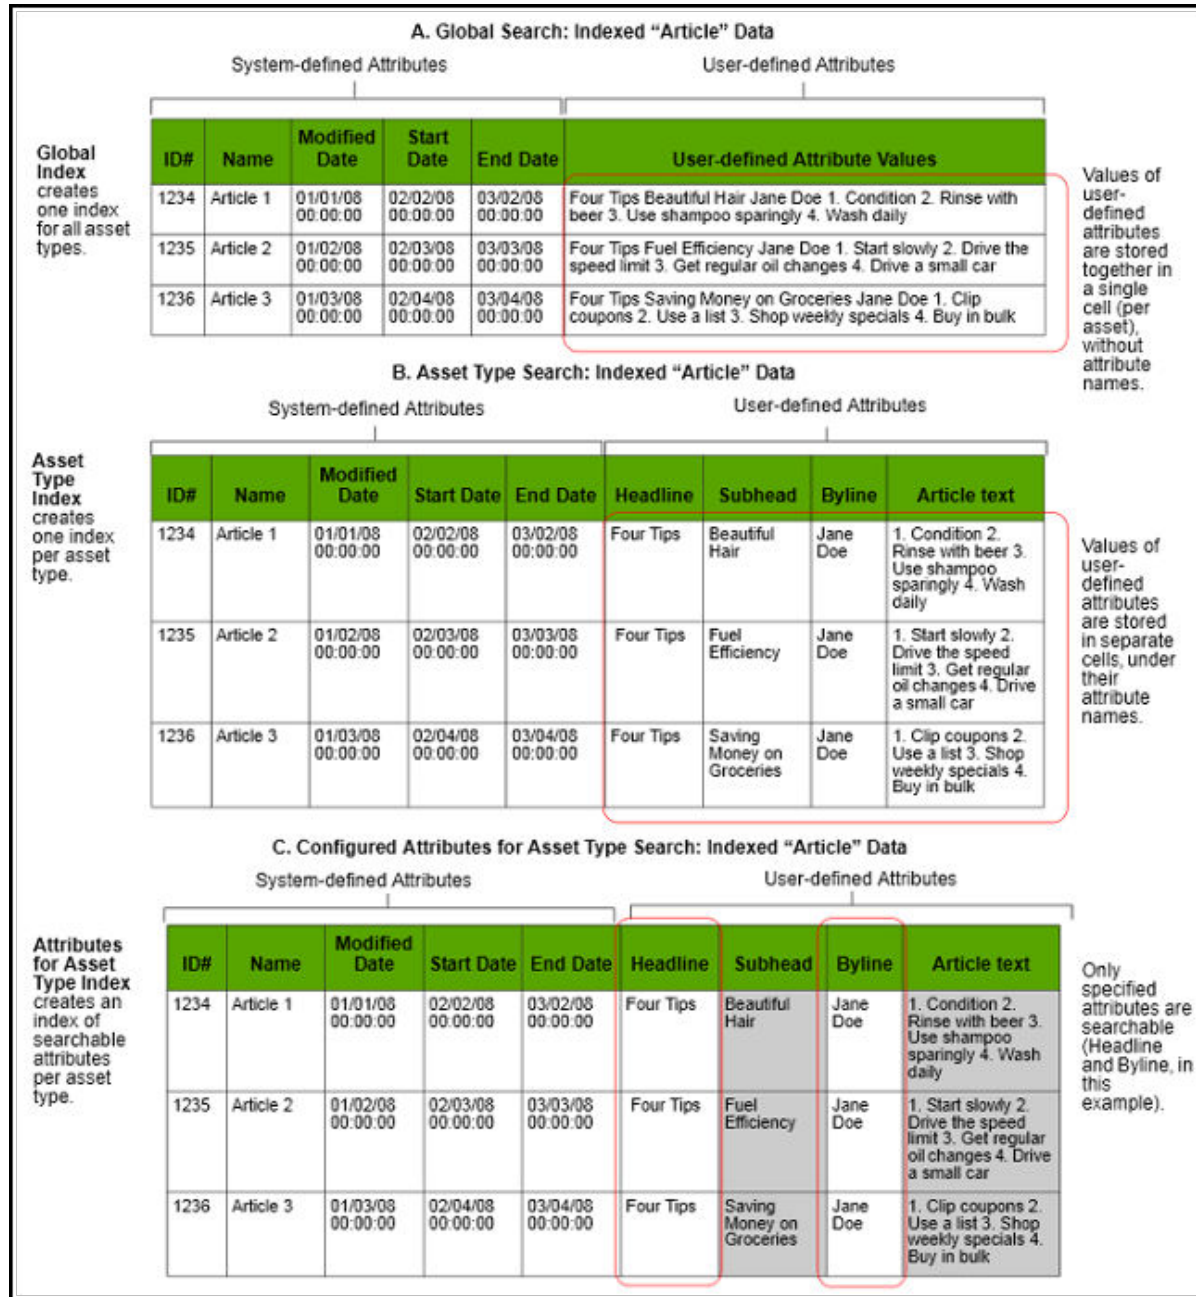 A. Global Search: Indexed “Article” Data
System-defined Attributes
User-defined Attributes
Global
Index
creates
one index
for all asset
types.
ID# Name Modified Date Start Date End Date User-defined Attribute Values
1234 Article 1 01/01/08 02/02/08 03/02/08 Four Tips Beautiful Hair Jane Doe 1. Condition 2. Rinse with
00:00:00 00:00:00 00:00:00 beer 3. Use shampoo sparingly 4. Wash daily
1235 Article 2 01/02/08 02/03/08 03/03/08 Four Tips Fuel Efficiency Jane Doe 1. Start slowly 2. Drive the
00:00:00 00:00:00 00:00:00 speed limit 3. Get regular oil changes 4. Drive a small car
1236 Article 3 01/03/08 02/04/08 03/04/08 Four Tips Saving Money on Groceries Jane Doe 1. Clip
00:00:00 00:00:00 00:00:00 coupons 2. Use a list 3. Shop weekly specials 4. Buy in bulk
Values of
user-
defined
attributes
are stored
together in
a single
cell (per
asset),
without
attribute
names.
B. Asset Type Search: Indexed “Article” Data
System-defined Attributes
User-defined Attributes
Asset
Type
Index
creates
one index
per asset
type.
ID# Name Modified Date Start Date End Date Headline Subhead Byline Article text
1234 Article 1 01/01/08 02/02/08 03/02/08 Four Tips Beautiful Jane 1. Condition 2.
00:00:00 00:00:00 00:00:00 Hair Doe Rinse with beer 3.
Use shampoo
sparingly 4. Wash
daily
1235 Article 2 01/02/08 02/03/08 03/03/08 Four Tips Fuel Jane 1. Start slowly 2.
00:00:00 00:00:00 00:00:00 Efficiency Doe Drive the speed
limit 3. Get regular
oil changes 4. Drive
a small car
1236 Article 3 01/03/08 02/04/08 03/04/08 Four Tips Saving Jane 1. Clip coupons 2.
00:00:00 00:00:00 00:00:00 Money on Doe Use a list 3. Shop
Groceries weekly specials 4.
Buy in bulk
Values of
user-
defined
attributes
are stored
in separate
cells, under
their
attribute
names.
C. Configured Attributes for Asset Type Search: Indexed “Article” Data
System-defined Attributes
User-defined Attributes
Attributes
for Asset
Type Index
creates an
index of
searchable
attributes
per asset
type.
ID# Name Modified Date Start Date End Date Headline Subhead Byline Article text
1234 Article 1 01/01/08 02/02/08 03/02/08 Four Tips Beautiful Jane 1. Condition 2.
00:00:00 00:00:00 00:00:00 Hair Doe Rinse with beer 3.
Use shampoo
sparingly 4. Wash
daily
1235 Article 2 01/02/08 02/03/08 03/03/08 Four Tips Fuel Jane 1. Start slowly 2.
00:00:00 00:00:00 00:00:00 Efficiency Doe Drive the speed
limit 3. Get regular
oil changes 4. Drive
a small car
1236 Article 3 01/03/08 02/04/08 03/04/08 Four Tips Saving Jane 1. Clip coupons 2.
00:00:00 00:00:00 00:00:00 Money on Doe Use a list 3. Shop
Groceries weekly specials 4.
Buy in bulk
Only
specified
attributes are
searchable
(Headline
and Byline, in
this
example).